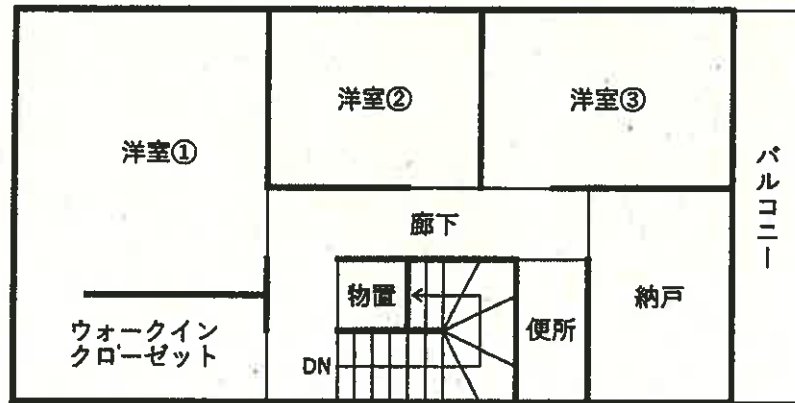 洋室①
洋室②
洋室③
バルコニー
廊下
物置
便所
納戸
ウォークイン
クローゼット
DN